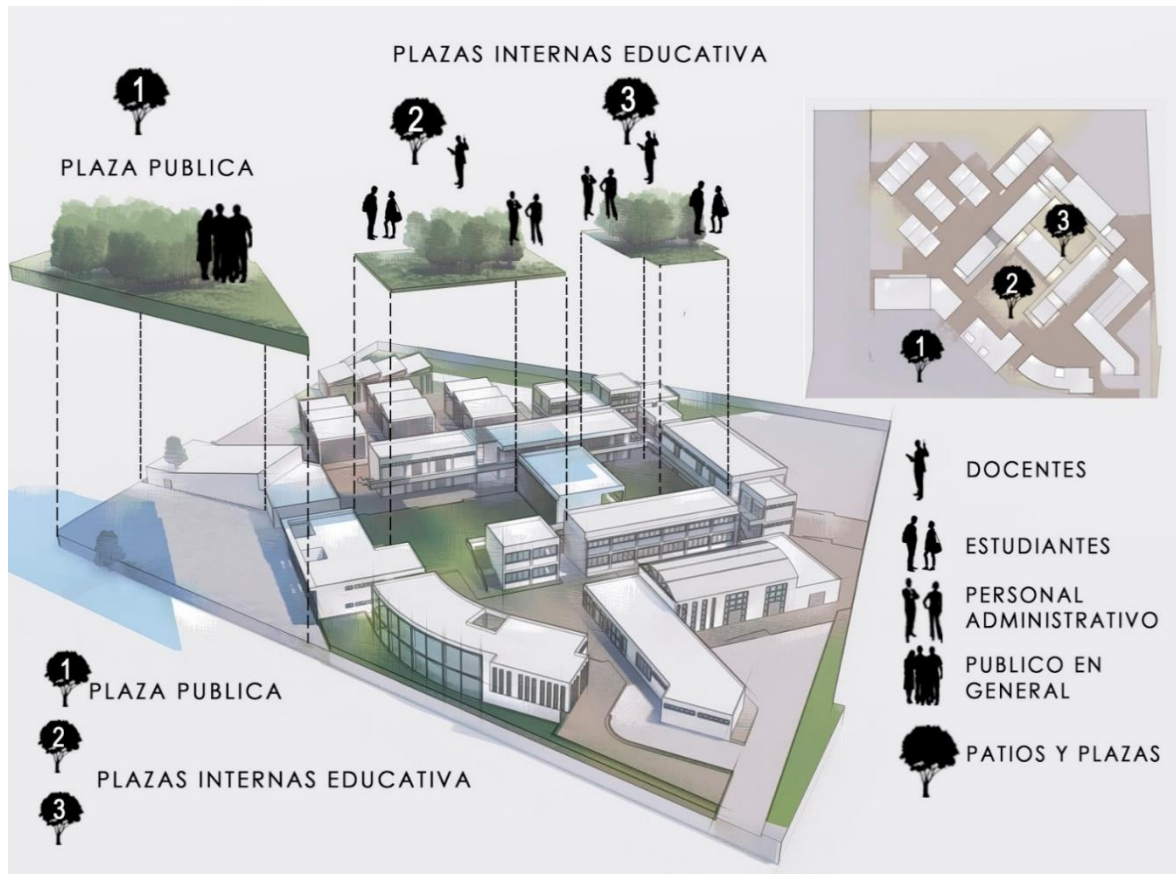 PLAZAS INTERNAS EDUCATIVA
1
2
3
PLAZA PUBLICA
3
2
1
DOCENTES
ESTUDIANTES
PERSONAL
ADMINISTRATIVO
PUBLICO EN
GENERAL
PATIOS Y PLAZAS
1
PLAZA PUBLICA
2
PLAZAS INTERNAS EDUCATIVA
3